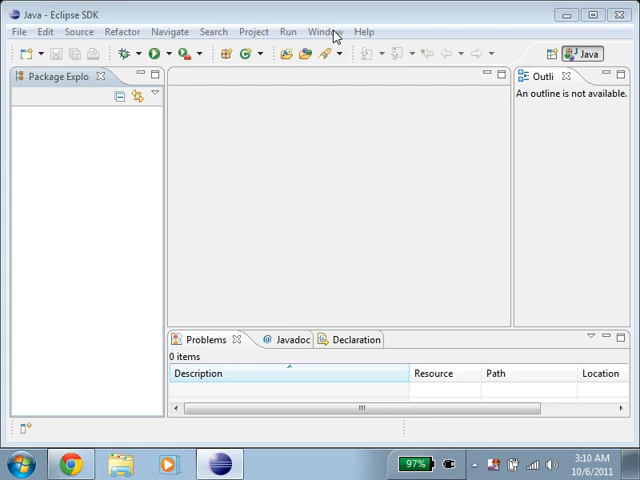 Java - Eclipse SDK
File Edit Source Refactor Navigate Search Project Run Window Help
Java
Package Explo
Outli
An outline is not available.
Problems @ Javadoc Declaration
0 items
Description Resource Path Location
97%
3:10 AM
10/6/2011